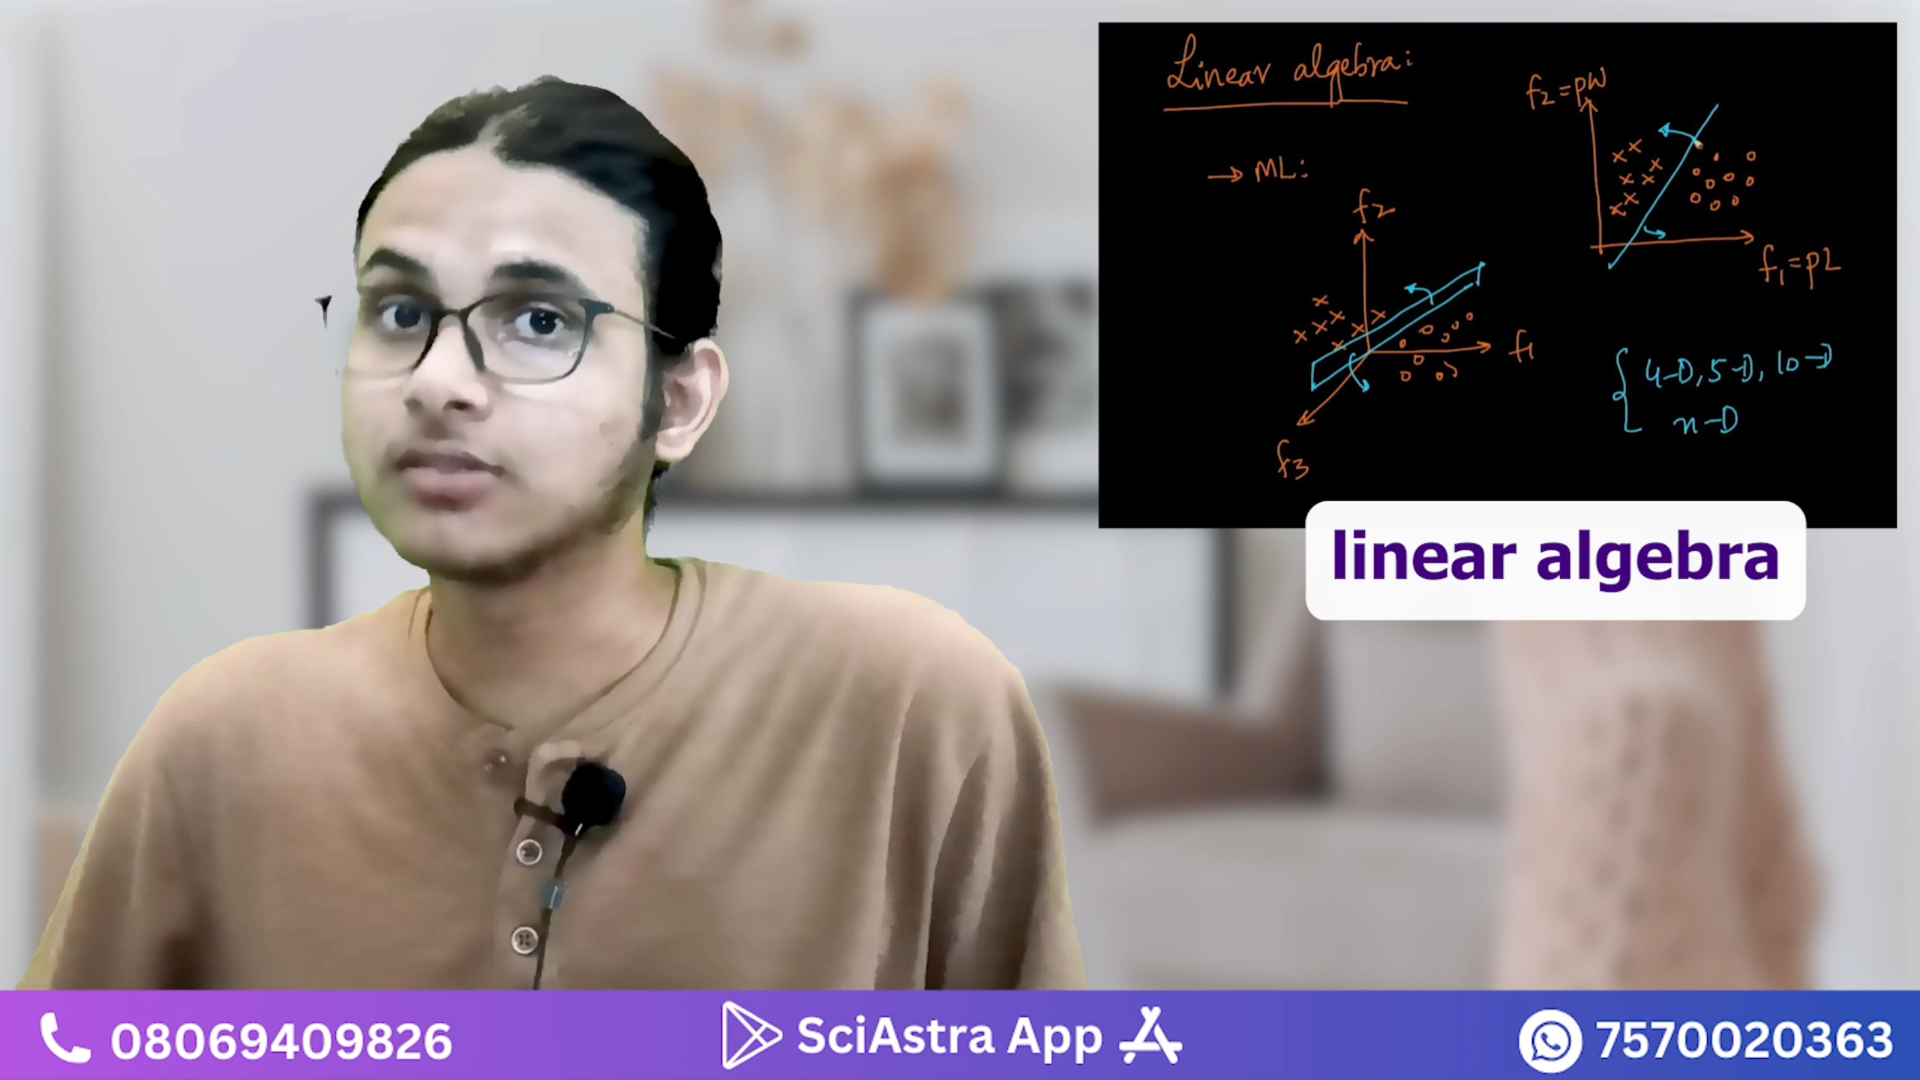 Linear algebra:
→ ML:
f2 = PW
f1 = PL
f2
f1
f3
4-D, 5-D, 10-D
n-D
linear algebra
08069409826
SciAstra App
7570020363